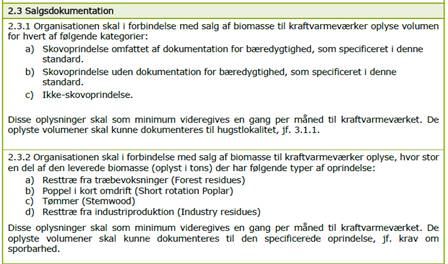 2.3 Salgsdokumentation
2.3.1 Organisationen skal i forbindelse med salg af biomasse til kraftvarmeværker oplyse volumen
for hvert af følgende kategorier:
a) Skovoprindelse omfattet af dokumentation for bæredygtighed, som specificeret i denne
standard.
b) Skovoprindelse uden dokumentation for bæredygtighed, som specificeret i denne
standard.
c) Ikke-skovoprindelse.
Disse oplysninger skal som minimum videregives en gang per måned til kraftvarmeværket. De
oplyste volumener skal kunne dokumenteres til hugstlokalitet, jf. 3.1.1.
2.3.2 Organisationen skal i forbindelse med salg af biomasse til kraftvarmeværker oplyse, hvor stor
en del af den leverede biomasse (oplyst i tons) der har følgende typer af oprindelse:
a) Resttræ fra træbevoksninger (Forest residues)
b) Poppel i kort omdrift (Short rotation Poplar)
c) Tømmer (Stemwood)
d) Resttræ fra industriproduktion (Industry residues)
Disse oplysninger skal som minimum videregives en gang per måned til kraftvarmeværket. De
oplyste volumener skal kunne dokumenteres til den specificerede oprindelse, jf. krav om
sporbarhed.